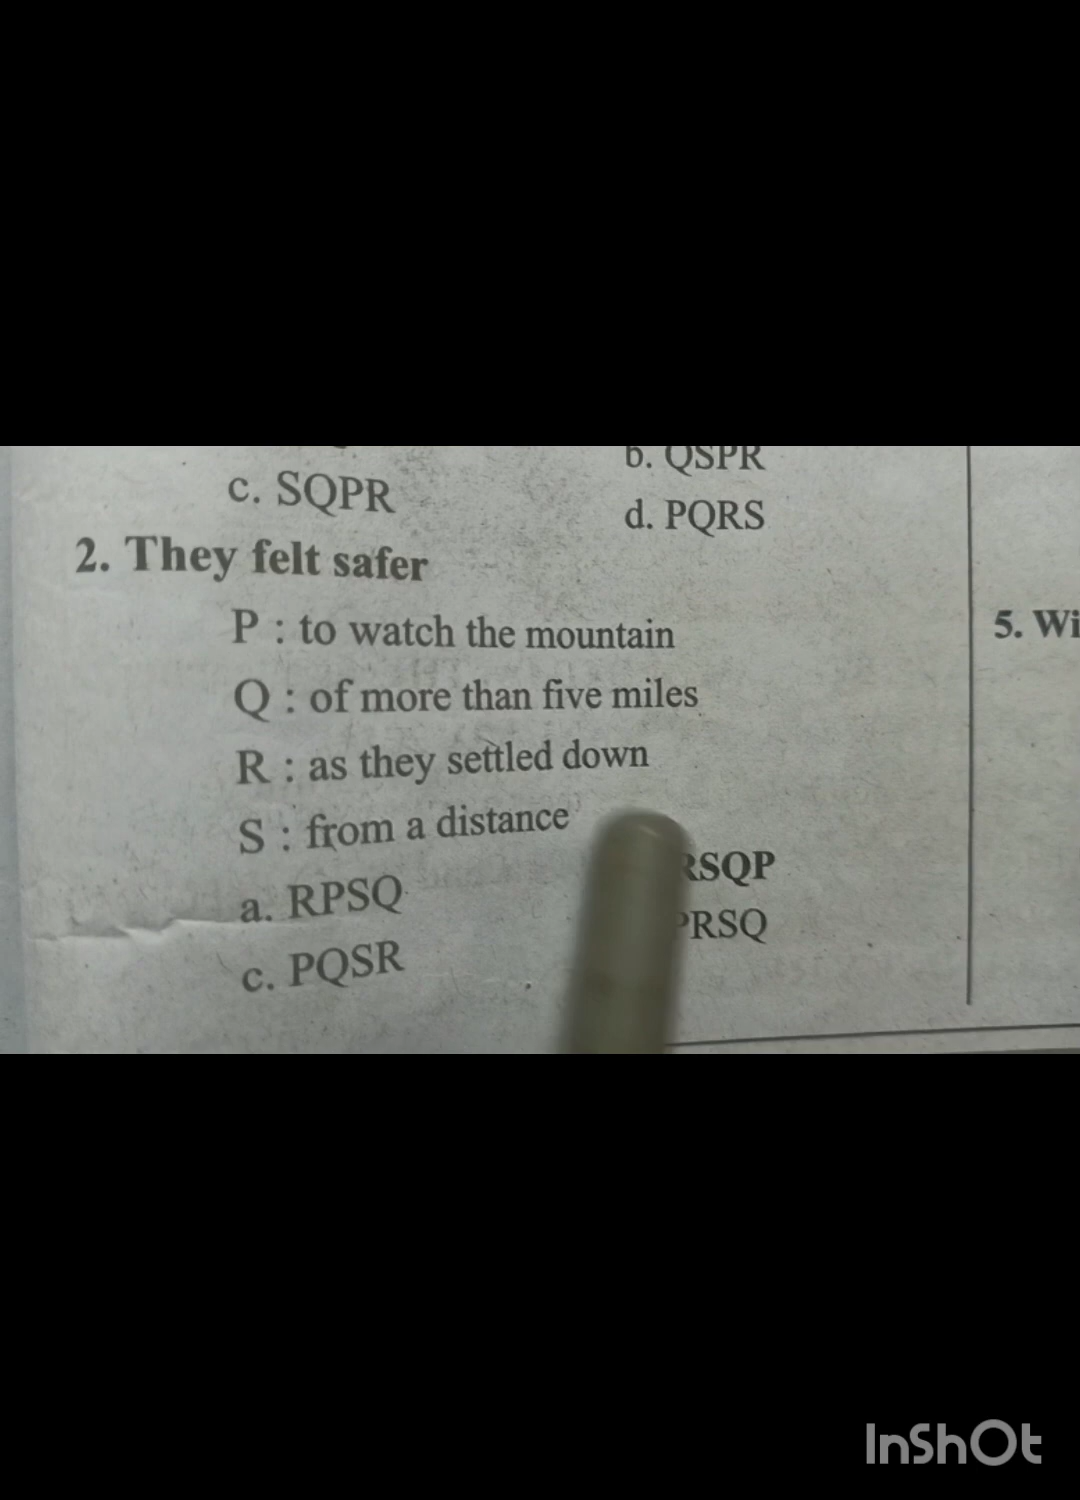 b. QSPR
c. SQPR
d. PQRS
2. They felt safer
P : to watch the mountain
Q : of more than five miles
R : as they settled down
S : from a distance
a. RPSQ
RSQP
c. PQSR
PRSQ
5. Wi
InShOt